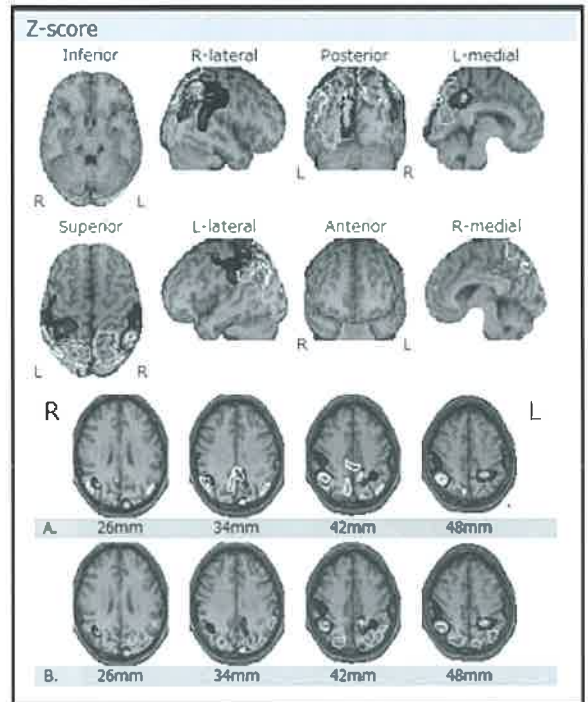 Z-score
Inferior R-lateral Posterior L-medial
R L L R
Superior L-lateral Anterior R-medial
L R R L
R L
A. 26mm 34mm 42mm 48mm
B. 26mm 34mm 42mm 48mm